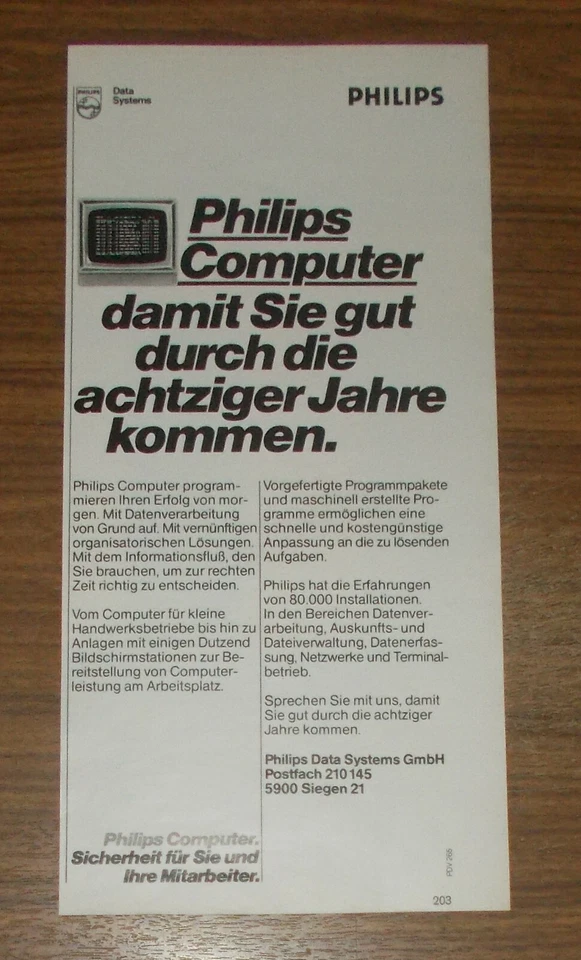 PHILIPS
Data
Systems
PHILIPS
Philips
Computer
damit Sie gut
durch die
achtziger Jahre
kommen.
Philips Computer program-
mieren Ihren Erfolg von mor-
gen. Mit Datenverarbeitung
von Grund auf. Mit vernünftigen
organisatorischen Lösungen.
Mit dem Informationsfluß, den
Sie brauchen, um zur rechten
Zeit richtig zu entscheiden.
Vom Computer für kleine
Handwerksbetriebe bis hin zu
Anlagen mit einigen Dutzend
Bildschirmstationen zur Be-
reitstellung von Computer-
leistung am Arbeitsplatz.
Vorgefertigte Programmpakete
und maschinell erstellte Pro-
gramme ermöglichen eine
schnelle und kostengünstige
Anpassung an die zu lösenden
Aufgaben.
Philips hat die Erfahrungen
von 80.000 Installationen.
In den Bereichen Datenver-
arbeitung, Auskunfts- und
Dateiverwaltung, Datenerfas-
sung, Netzwerke und Terminal-
betrieb.
Sprechen Sie mit uns, damit
Sie gut durch die achtziger
Jahre kommen.
Philips Data Systems GmbH
Postfach 210 145
5900 Siegen 21
Philips Computer.
Sicherheit für Sie und
Ihre Mitarbeiter.
203